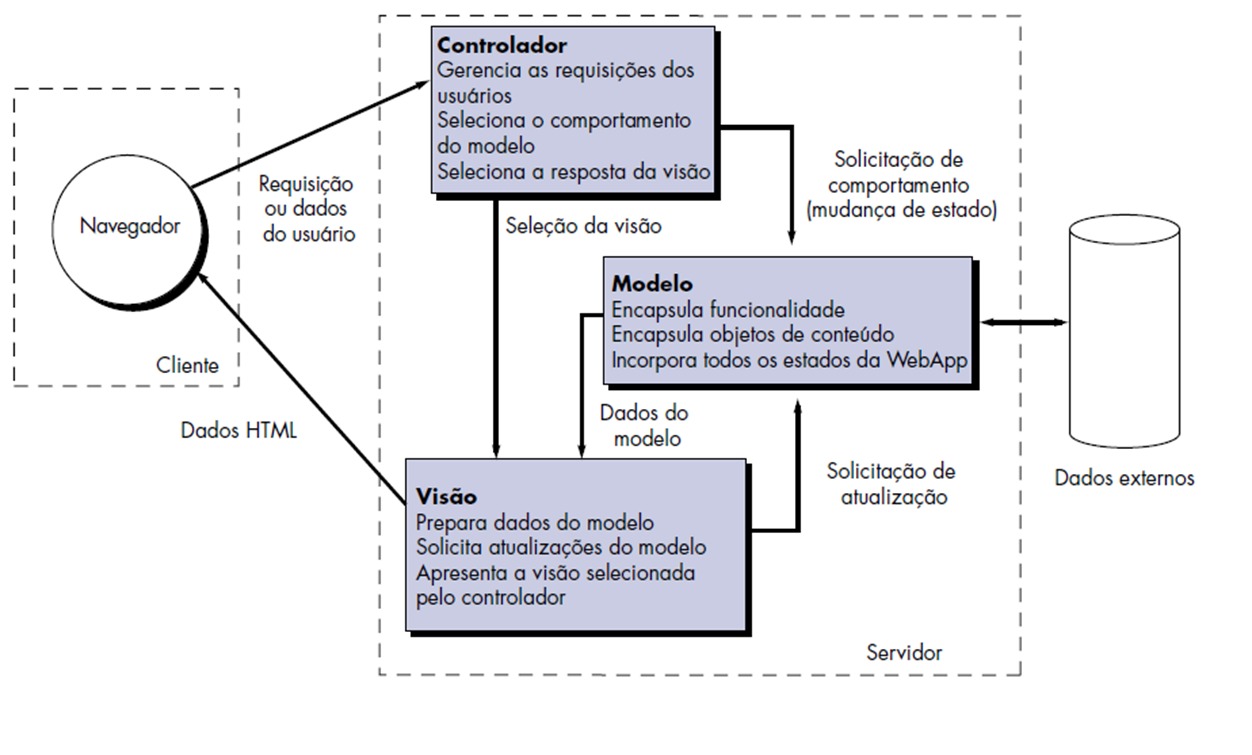 Controlador
Gerencia as requisições dos
usuários
Seleciona o comportamento
do modelo
Seleciona a resposta da visão
Navegador
Cliente
Requisição
ou dados
do usuário
Seleção da visão
Solicitação de
comportamento
(mudança de estado)
Modelo
Encapsula funcionalidade
Encapsula objetos de conteúdo
Incorpora todos os estados da WebApp
Dados externos
Dados do
modelo
Dados HTML
Solicitação de
atualização
Visão
Prepara dados do modelo
Solicita atualizações do modelo
Apresenta a visão selecionada
pelo controlador
Servidor